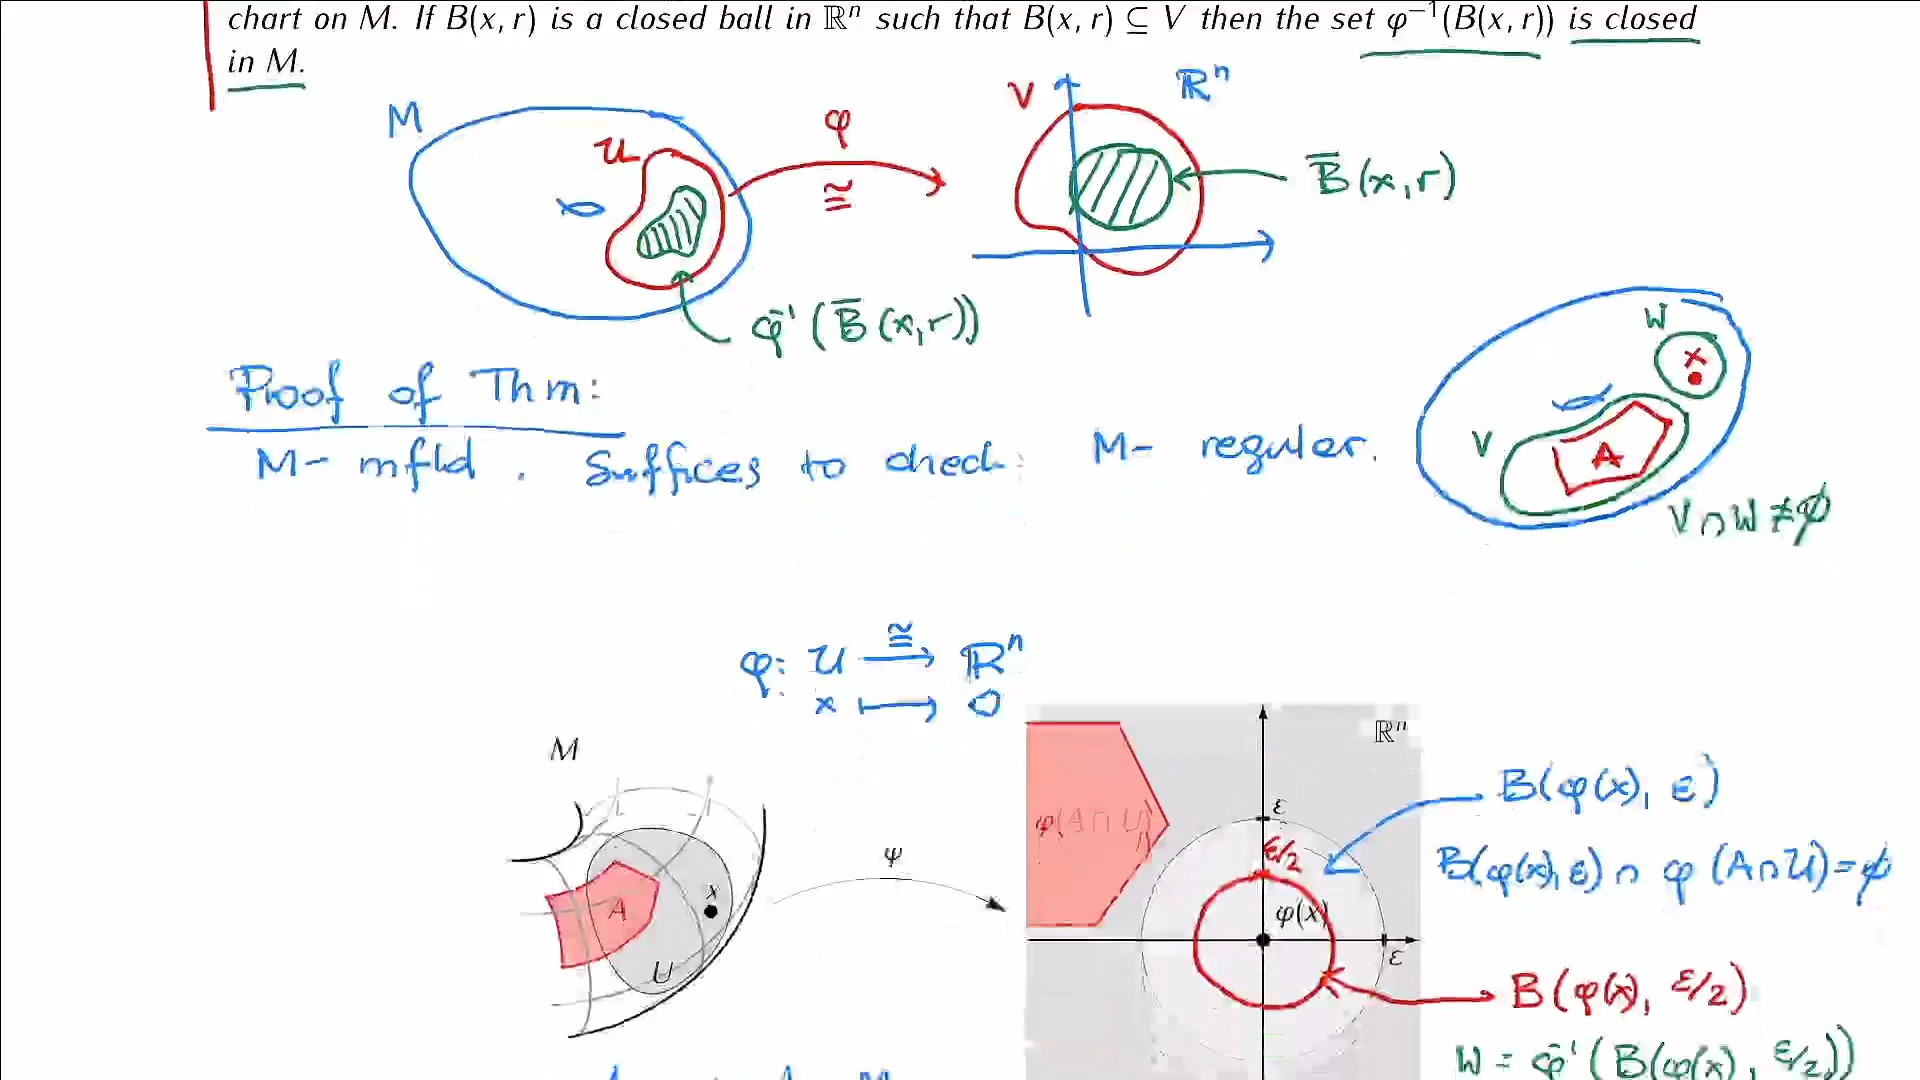 chart on M. If B(x, r) is a closed ball in ℝⁿ such that B(x, r) ⊆ V then the set φ⁻¹(B(x, r)) is closed
in M.
M
U
φ
≅
V
ℝⁿ
B̅(x,r)
φ⁻¹(B̅(x,r))
Proof of Thm:
M- mfld. Suffices to check: M- reguler.
W
x
V
A
V∩W ≠ ∅
φ: U ≅⟶ ℝⁿ
x ⟼ 0
M
A
x
U
ψ
ℝⁿ
φ(A∩U)
ε
ε/2
φ(x)
ε
B(φ(x), ε)
B(φ(x),ε) ∩ φ(A∩U)=∅
B(φ(x), ε/2)
W = φ⁻¹(B(φ(x), ε/2))